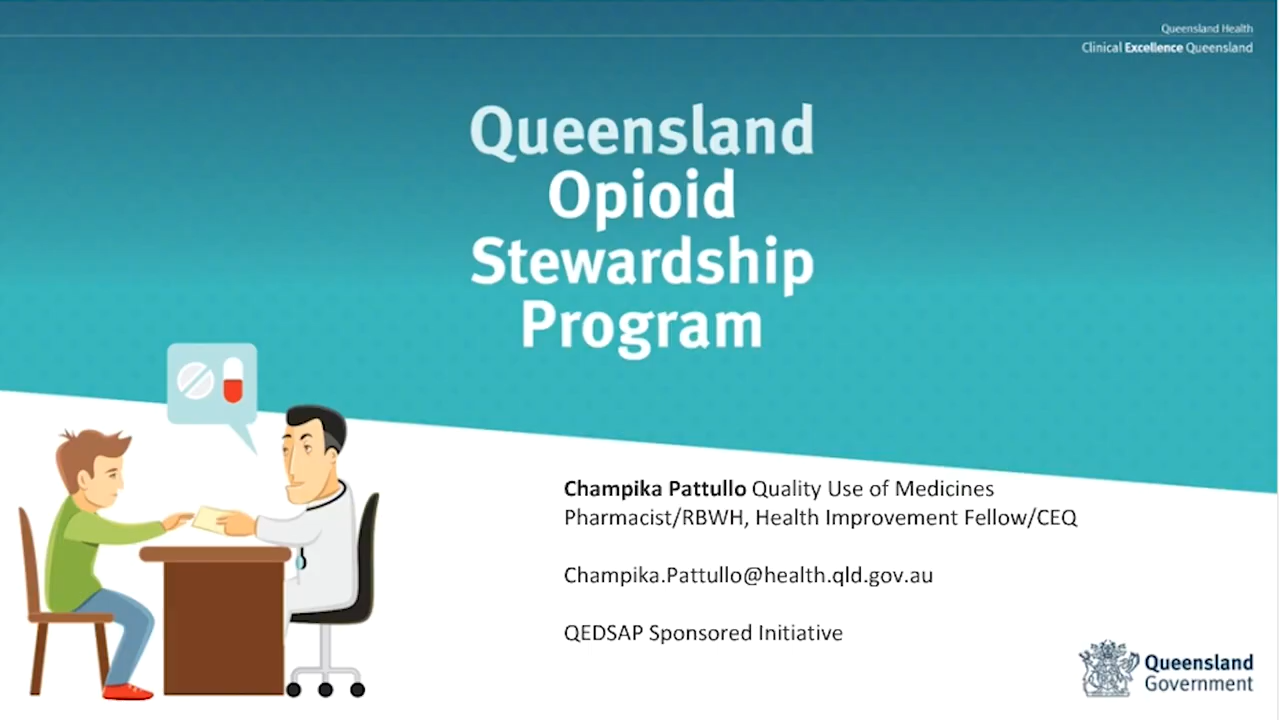 Queensland Health
Clinical Excellence Queensland
Queensland
Opioid
Stewardship
Program
Champika Pattullo Quality Use of Medicines
Pharmacist/RBWH, Health Improvement Fellow/CEQ
Champika.Pattullo@health.qld.gov.au
QEDSAP Sponsored Initiative
Queensland
Government